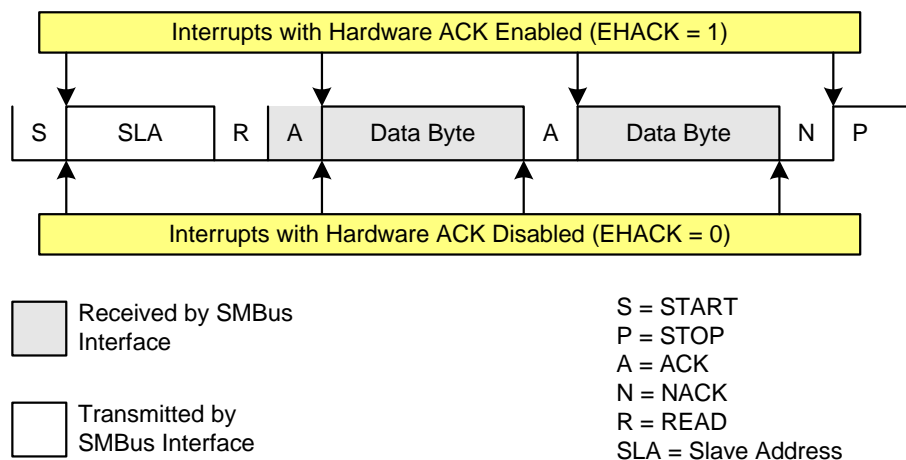 Interrupts with Hardware ACK Enabled (EHACK = 1)
S SLA R A Data Byte A Data Byte N P
Interrupts with Hardware ACK Disabled (EHACK = 0)
Received by SMBus
Interface
Transmitted by
SMBus Interface
S = START
P = STOP
A = ACK
N = NACK
R = READ
SLA = Slave Address